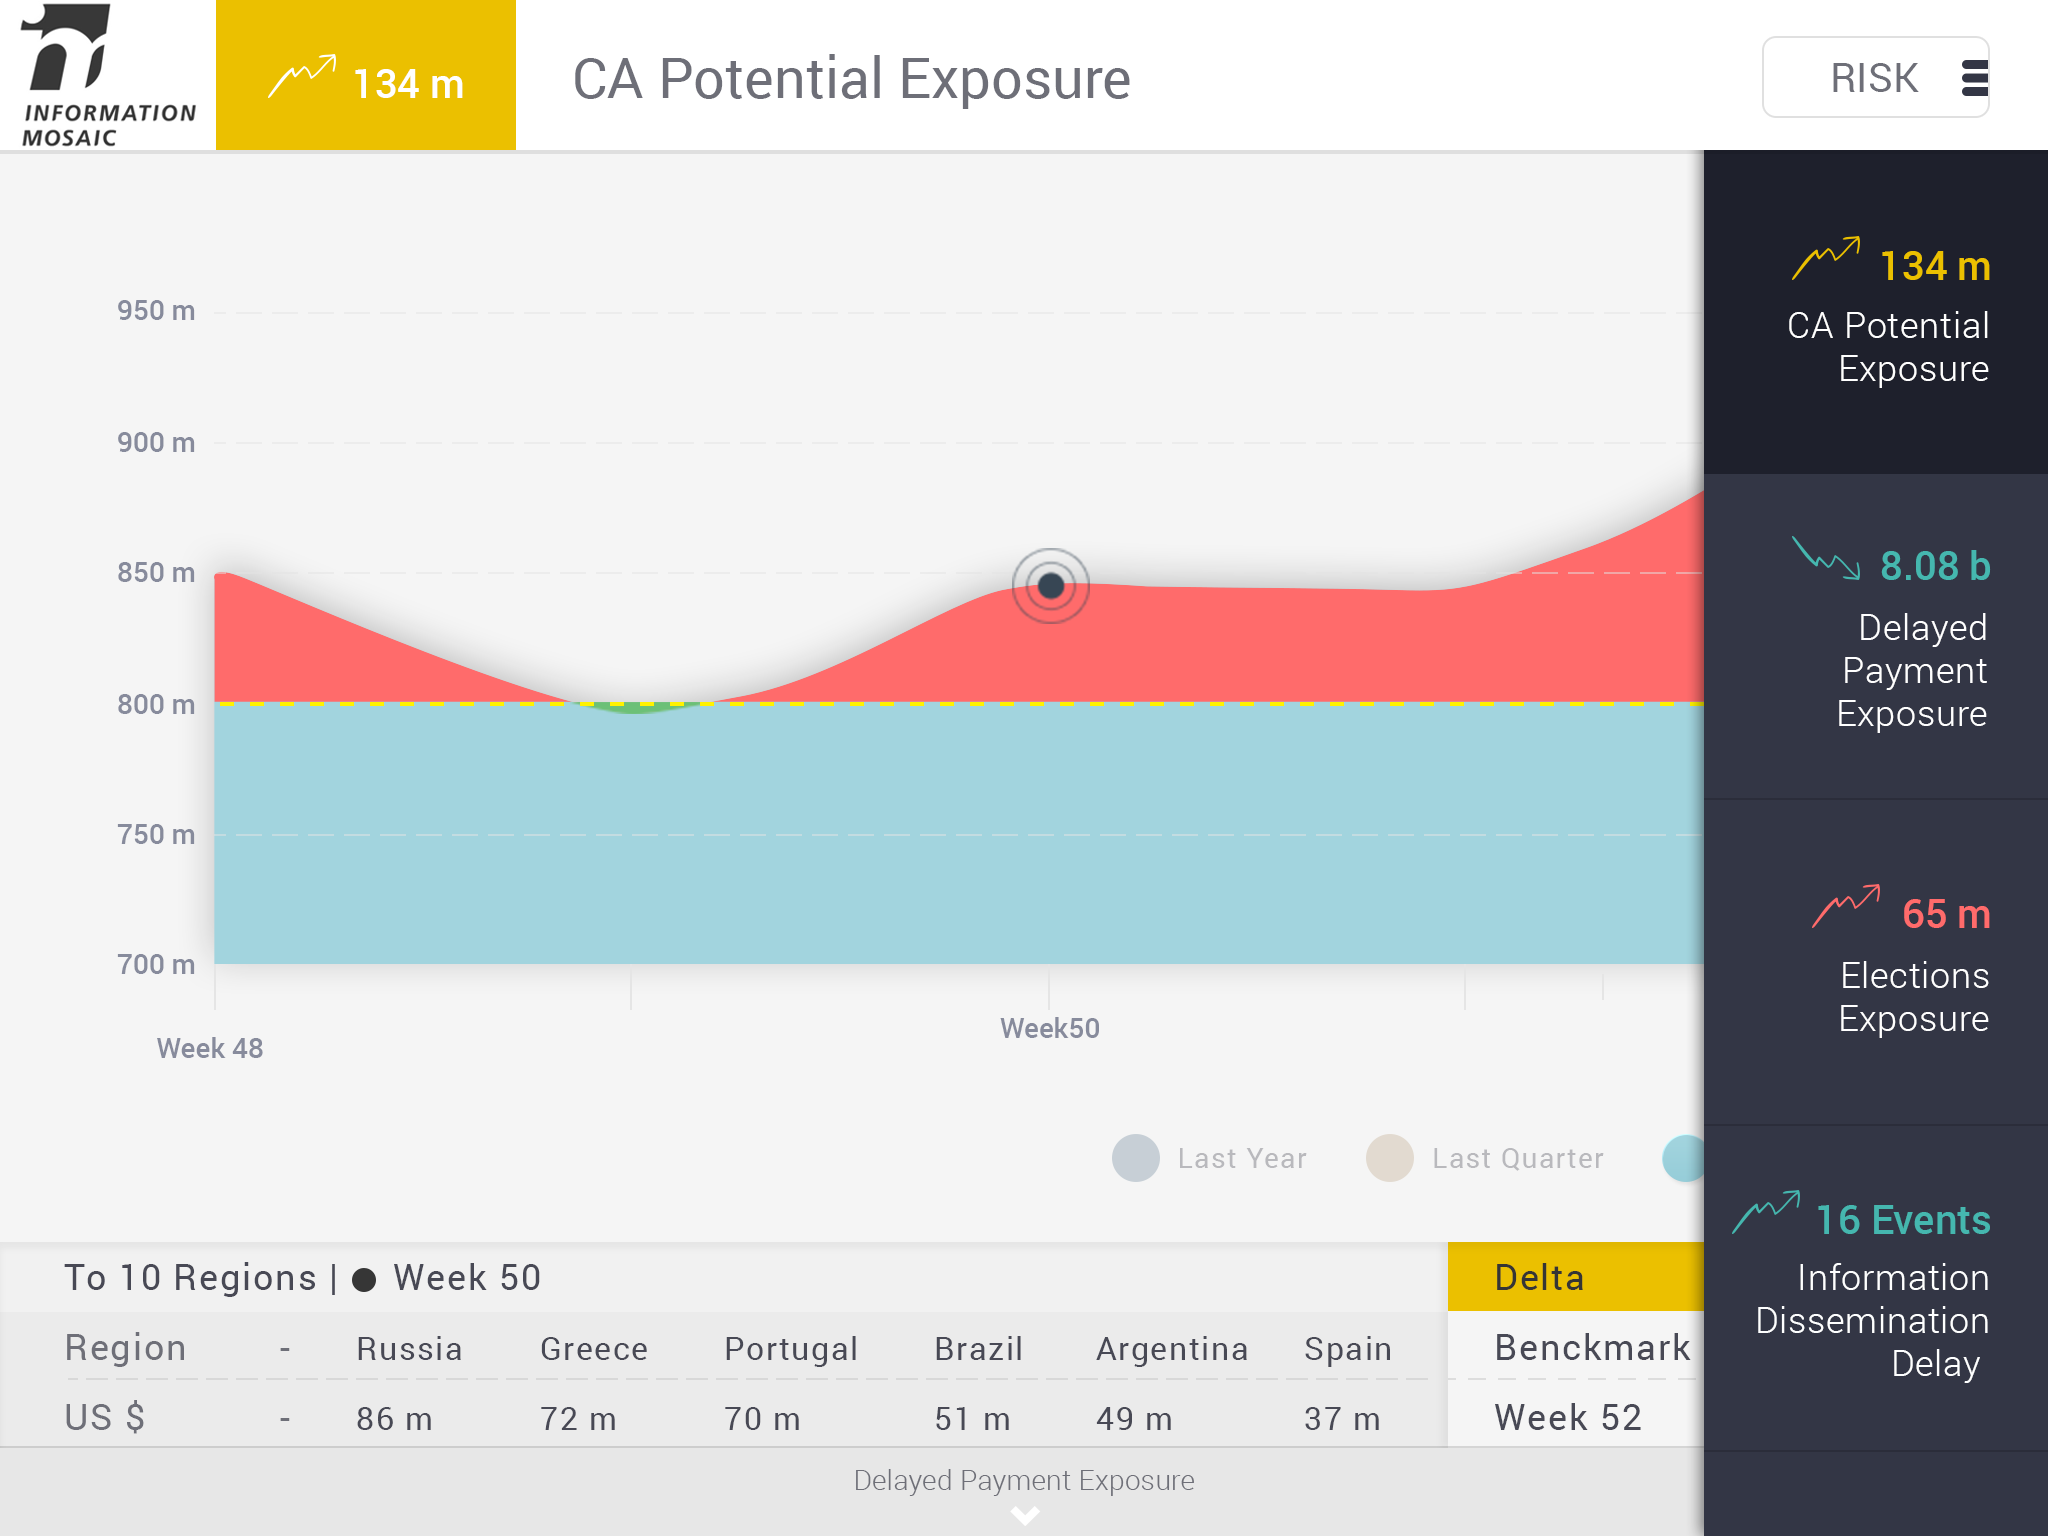 INFORMATION
MOSAIC
134 m
CA Potential Exposure
RISK
950 m
900 m
850 m
800 m
750 m
700 m
Week 48
Week50
Last Year
Last Quarter
134 m
CA Potential
Exposure
8.08 b
Delayed
Payment
Exposure
65 m
Elections
Exposure
16 Events
Information
Dissemination
Delay
To 10 Regions | ● Week 50
Delta
Region - Russia Greece Portugal Brazil Argentina Spain
Benckmark
US $ - 86 m 72 m 70 m 51 m 49 m 37 m
Week 52
Delayed Payment Exposure